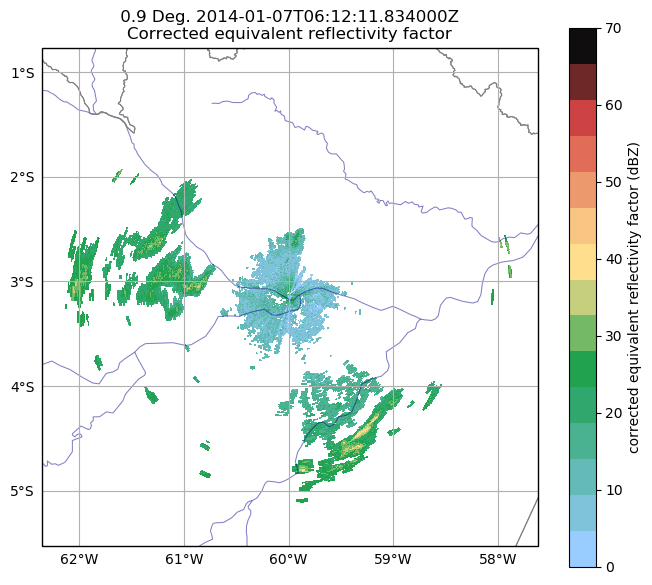 0.9 Deg. 2014-01-07T06:12:11.834000Z
Corrected equivalent reflectivity factor
1°S
2°S
3°S
4°S
5°S
62°W 61°W 60°W 59°W 58°W
70
60
50
40
30
20
10
0
corrected equivalent reflectivity factor (dBZ)